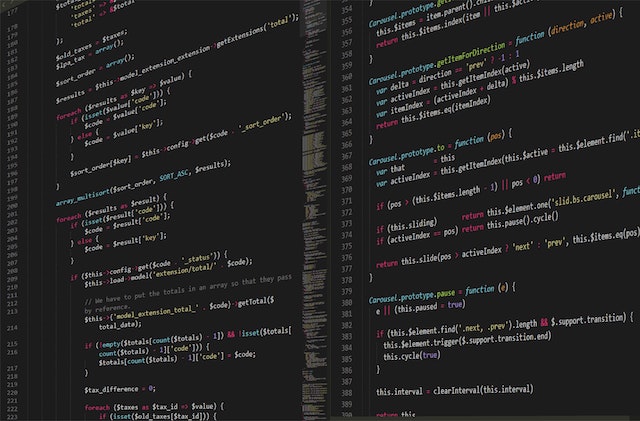 177
178
179
180
181
182
183
184
185
186
187
188
189
190
191
192
193
194
195
196
197
198
199
200
201
202
203
204
205
206
207
208
209
210
211
212
213
214
215
216
217
218
219
220
221
222
223
'total' => &$total
);
$old_taxes = $taxes;
$lpa_tax = array();
$sort_order = array();
$results = $this->model_extension_extension->getExtensions('total');
foreach ($results as $key => $value) {
if (isset($value['code'])) {
$code = $value['code'];
} else {
$code = $value['key'];
}
$sort_order[$key] = $this->config->get($code . '_sort_order');
}
array_multisort($sort_order, SORT_ASC, $results);
foreach ($results as $result) {
if (isset($result['code'])) {
$code = $result['code'];
} else {
$code = $result['key'];
}
if ($this->config->get($code . '_status')) {
$this->load->model('extension/total/' . $code);
// We have to put the totals in an array so that they pass
by reference.
$this->{'model_extension_total_' . $code}->getTotal($
total_data);
if (!empty($totals[count($totals) - 1]) && !isset($totals[
count($totals) - 1]['code'])) {
$totals[count($totals) - 1]['code'] = $code;
}
$tax_difference = 0;
foreach ($taxes as $tax_id => $value) {
if (isset($old_taxes[$tax_id])) {
354
355
356
357
358
359
360
361
362
363
364
365
366
367
368
369
370
371
372
373
374
375
376
377
378
379
380
381
382
383
384
385
386
387
388
389
390
this.$items = item.parent().
return this.$items.index(item || this.$active)
}
Carousel.prototype.getItemForDirection = function (direction, active) {
var activeIndex = this.getItemIndex(active)
var delta = direction == 'prev' ? -1 : 1
var itemIndex = (activeIndex + delta) % this.$items.length
return this.$items.eq(itemIndex)
}
Carousel.prototype.to = function (pos) {
var that = this
var activeIndex = this.getItemIndex(this.$active = this.$element.find('.
if (pos > (this.$items.length - 1) || pos < 0) return
if (this.sliding) return this.$element.one('slid.bs.carousel',
if (activeIndex == pos) return this.pause().cycle()
return this.slide(pos > activeIndex ? 'next' : 'prev', this.$items.eq(pos)
}
Carousel.prototype.pause = function (e) {
e || (this.paused = true)
if (this.$element.find('.next, .prev').length && $.support.transition) {
this.$element.trigger($.support.transition.end)
this.cycle(true)
}
this.interval = clearInterval(this.interval)
return this